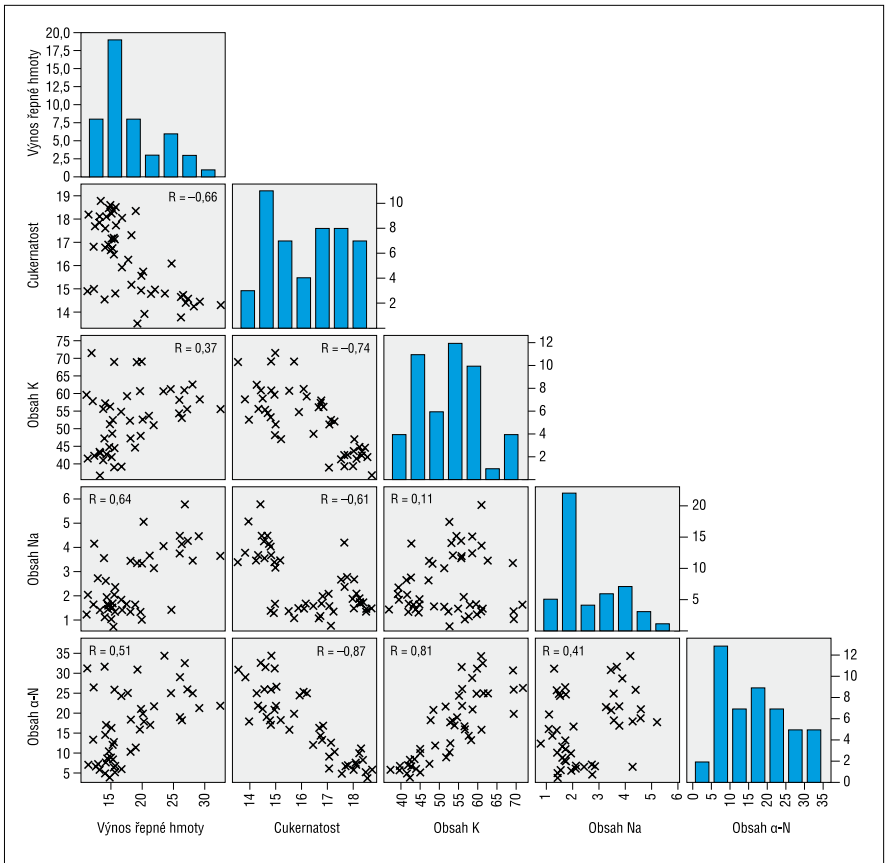 20,0
17,5
15,0
12,5
10,0
7,5
5,0
2,5
0
Výnos řepné hmoty
R = –0,66
19
18
17
16
15
14
Cukernatost
10
8
6
4
2
R = 0,37
R = –0,74
75
70
65
60
55
50
45
40
Obsah K
12
10
8
6
4
2
R = 0,64
R = –0,61
R = 0,11
6
5
4
3
2
1
Obsah Na
20
15
10
5
R = 0,51
R = –0,87
R = 0,81
R = 0,41
35
30
25
20
15
10
5
Obsah α-N
12
10
8
6
4
2
0
15 20 25 30
14 15 16 17 18
40 45 50 55 60 65 70
1 2 3 4 5 6
0 5 10 15 20 25 30 35
Výnos řepné hmoty
Cukernatost
Obsah K
Obsah Na
Obsah α-N